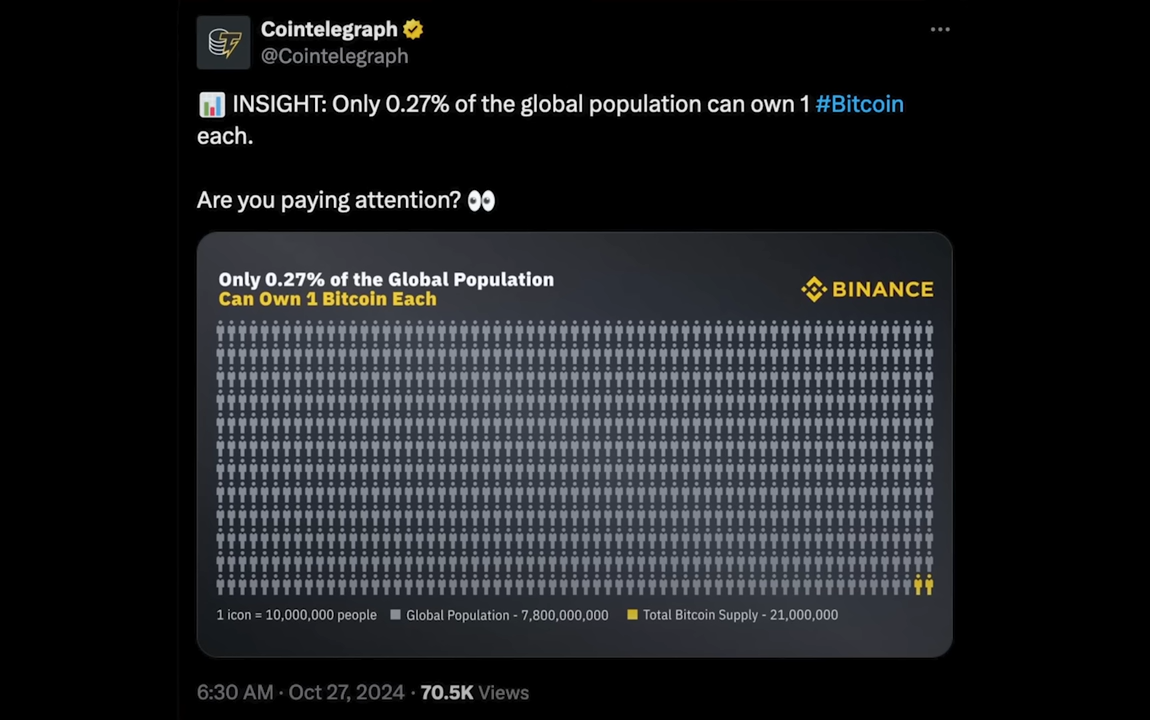 Cointelegraph
@Cointelegraph
📊 INSIGHT: Only 0.27% of the global population can own 1 #Bitcoin
each.
Are you paying attention? 👀
Only 0.27% of the Global Population
Can Own 1 Bitcoin Each
BINANCE
1 icon = 10,000,000 people Global Population - 7,800,000,000 Total Bitcoin Supply - 21,000,000
6:30 AM · Oct 27, 2024 · 70.5K Views